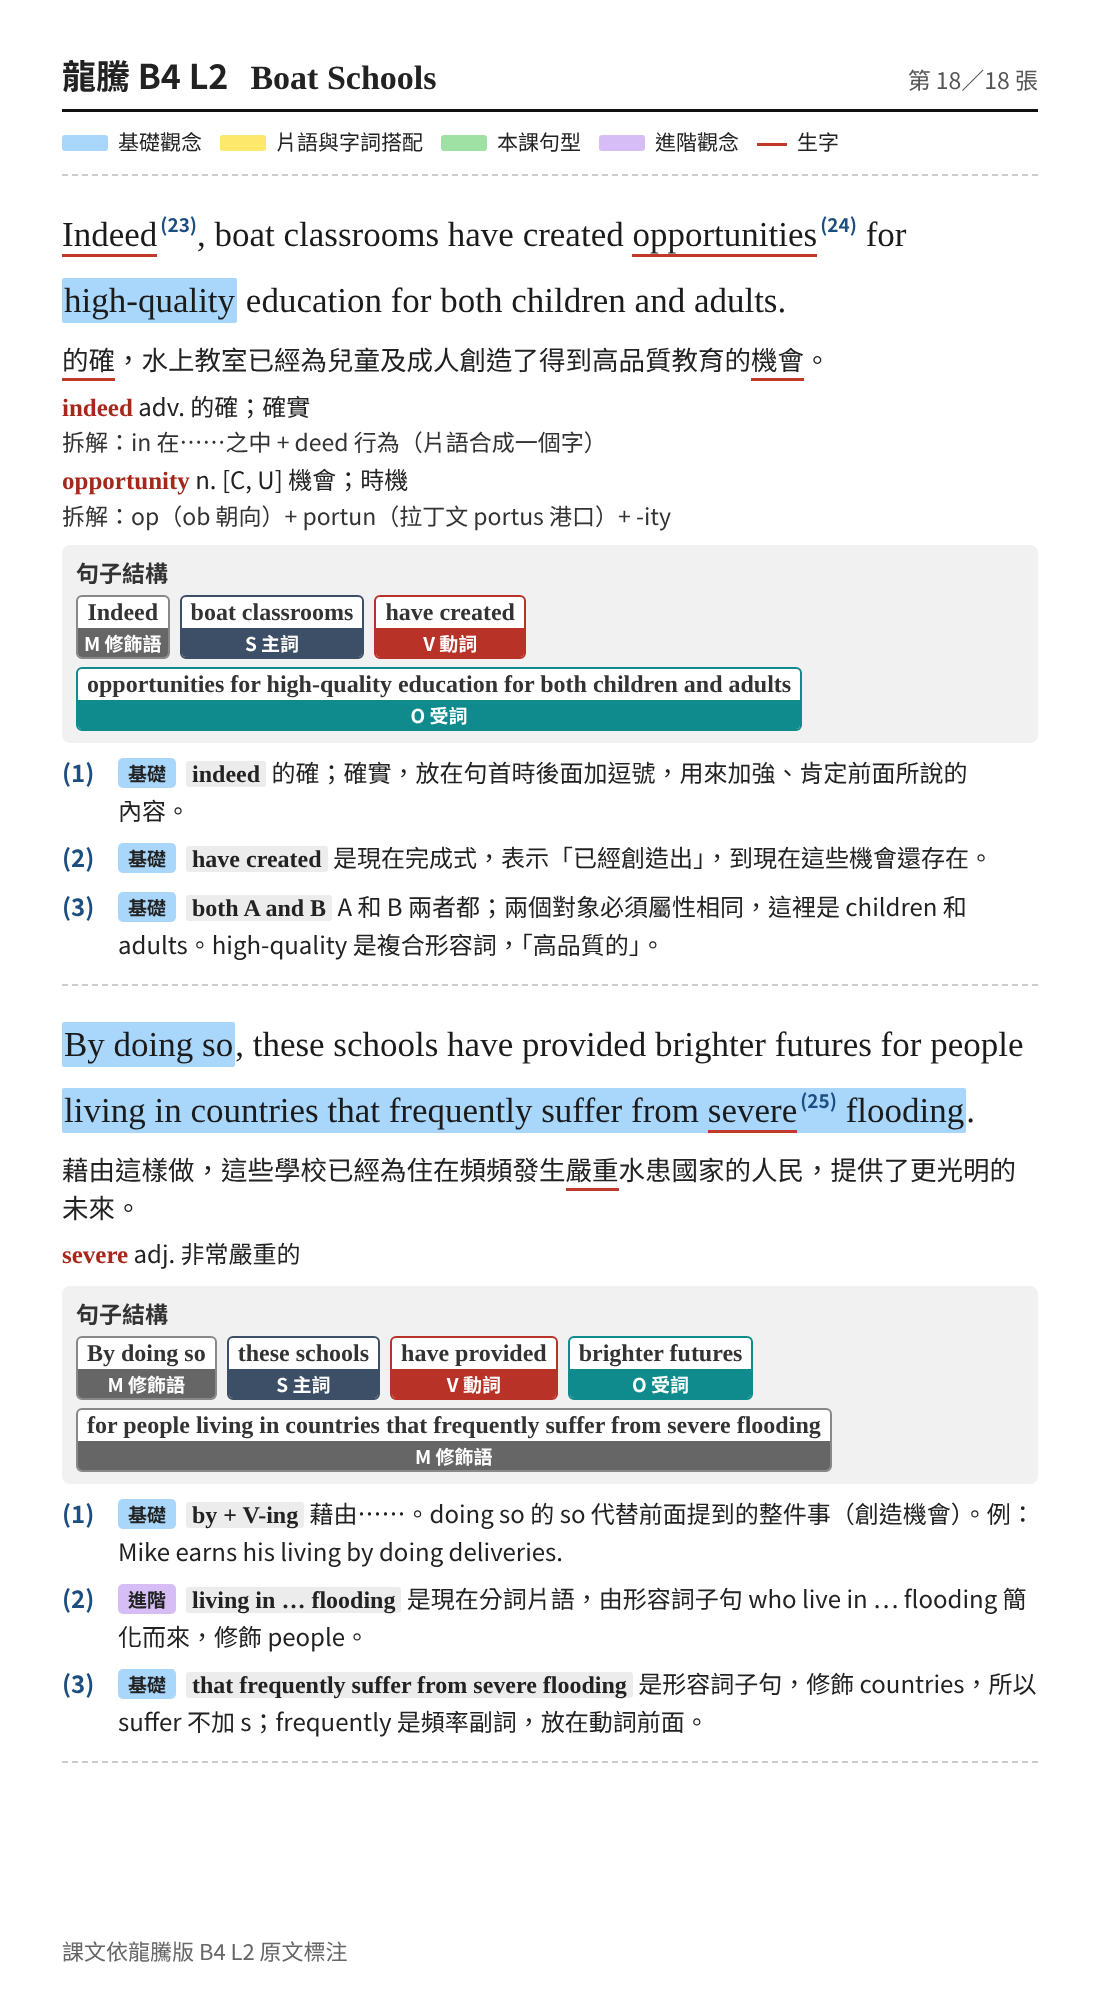 龍騰 B4 L2 Boat Schools
第 18／18 張
基礎觀念 片語與字詞搭配 本課句型 進階觀念 生字
Indeed(23), boat classrooms have created opportunities(24) for
high-quality education for both children and adults.
的確，水上教室已經為兒童及成人創造了得到高品質教育的機會。
indeed adv. 的確；確實
拆解：in 在⋯⋯之中 + deed 行為（片語合成一個字）
opportunity n. [C, U] 機會；時機
拆解：op（ob 朝向）+ portun（拉丁文 portus 港口）+ -ity
句子結構
Indeed boat classrooms have created
M 修飾語 S 主詞 V 動詞
opportunities for high-quality education for both children and adults
O 受詞
(1) 基礎 indeed 的確；確實，放在句首時後面加逗號，用來加強、肯定前面所說的
內容。
(2) 基礎 have created 是現在完成式，表示「已經創造出」，到現在這些機會還存在。
(3) 基礎 both A and B A 和 B 兩者都；兩個對象必須屬性相同，這裡是 children 和
adults。high-quality 是複合形容詞，「高品質的」。
By doing so, these schools have provided brighter futures for people
living in countries that frequently suffer from severe(25) flooding.
藉由這樣做，這些學校已經為住在頻頻發生嚴重水患國家的人民，提供了更光明的
未來。
severe adj. 非常嚴重的
句子結構
By doing so these schools have provided brighter futures
M 修飾語 S 主詞 V 動詞 O 受詞
for people living in countries that frequently suffer from severe flooding
M 修飾語
(1) 基礎 by + V-ing 藉由⋯⋯。doing so 的 so 代替前面提到的整件事（創造機會）。例：
Mike earns his living by doing deliveries.
(2) 進階 living in … flooding 是現在分詞片語，由形容詞子句 who live in … flooding 簡
化而來，修飾 people。
(3) 基礎 that frequently suffer from severe flooding 是形容詞子句，修飾 countries，所以
suffer 不加 s；frequently 是頻率副詞，放在動詞前面。
課文依龍騰版 B4 L2 原文標注